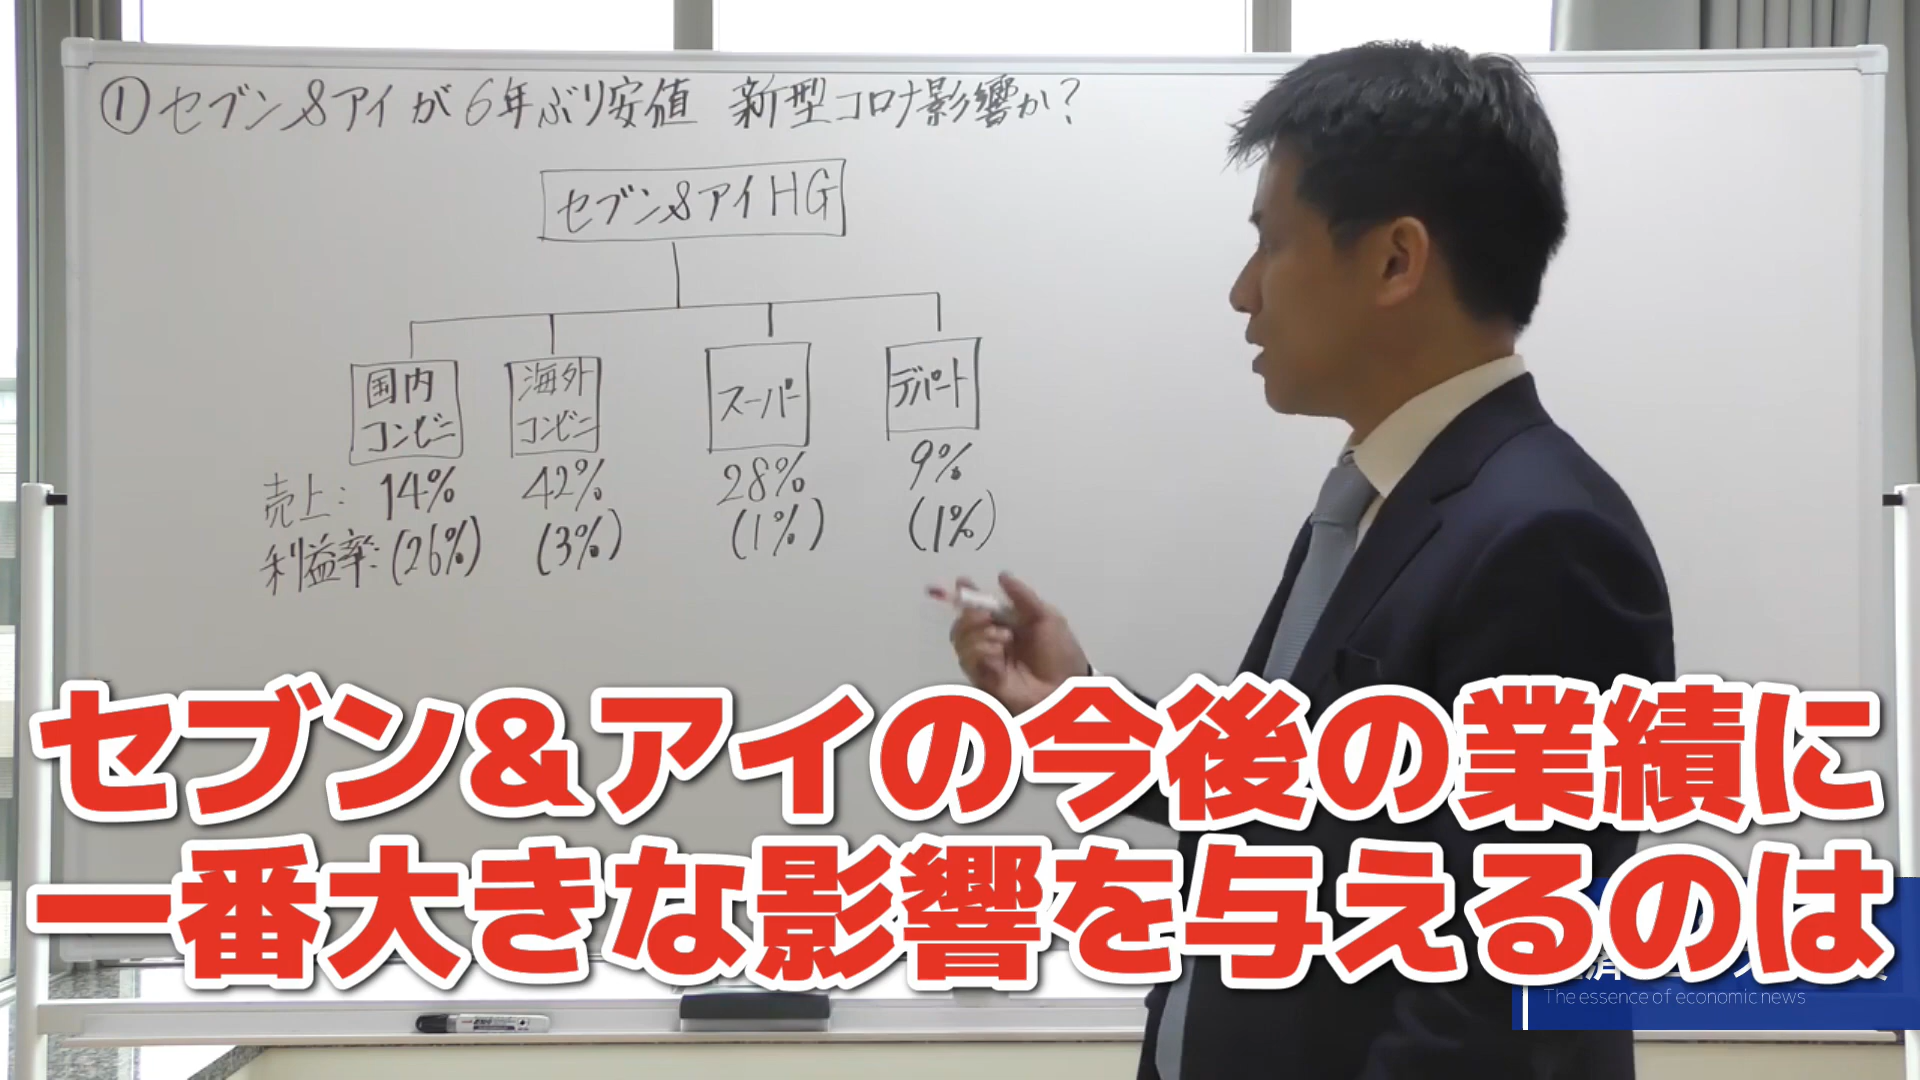 ①セブン&アイが6年ぶり安値 新型コロナ影響か?
セブン&アイHG
国内コンビニ
海外コンビニ
スーパー
デパート
売上: 14% 42% 28% 9%
利益率: (26%) (3%) (1%) (1%)
セブン&アイの今後の業績に
一番大きな影響を与えるのは
The essence of economic news